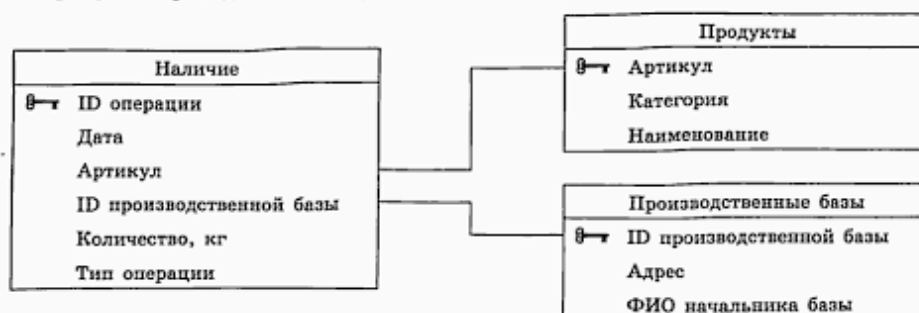 Наличие
ID операции
Дата
Артикул
ID производственной базы
Количество, кг
Тип операции
Продукты
Артикул
Категория
Наименование
Производственные базы
ID производственной базы
Адрес
ФИО начальника базы